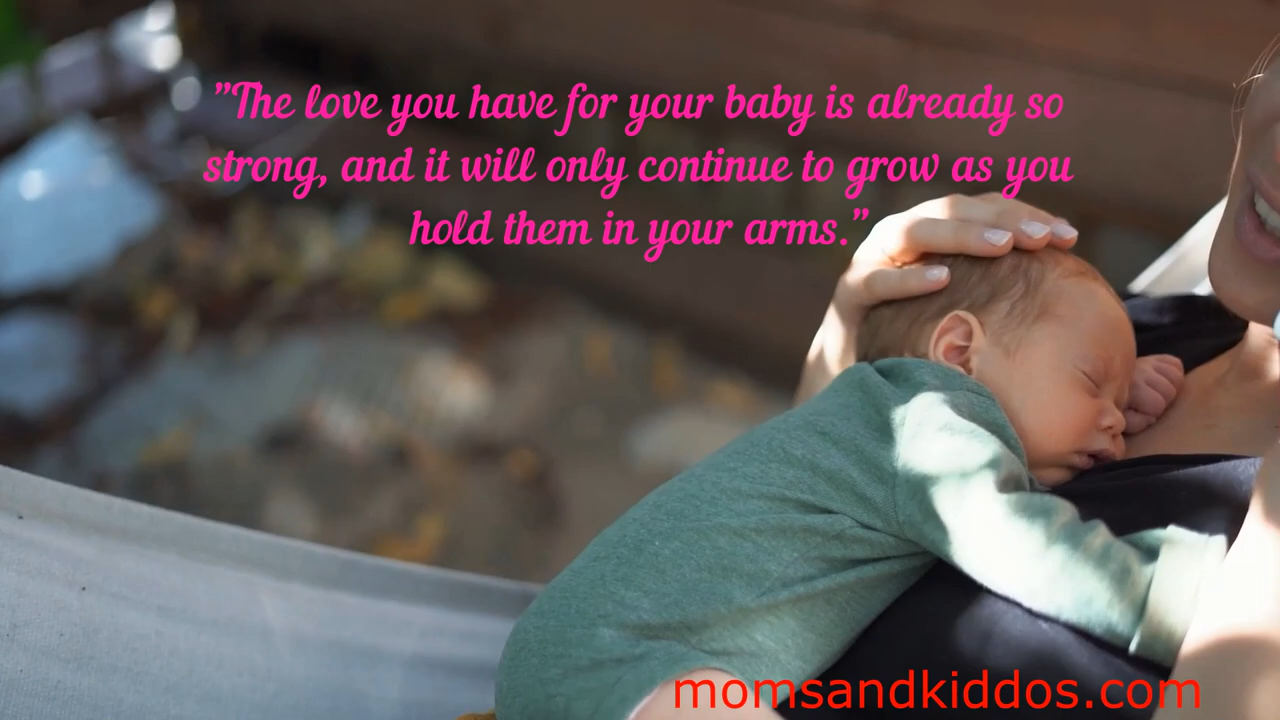 ”The love you have for your baby is already so
strong, and it will only continue to grow as you
hold them in your arms.”
momsandkiddos.com